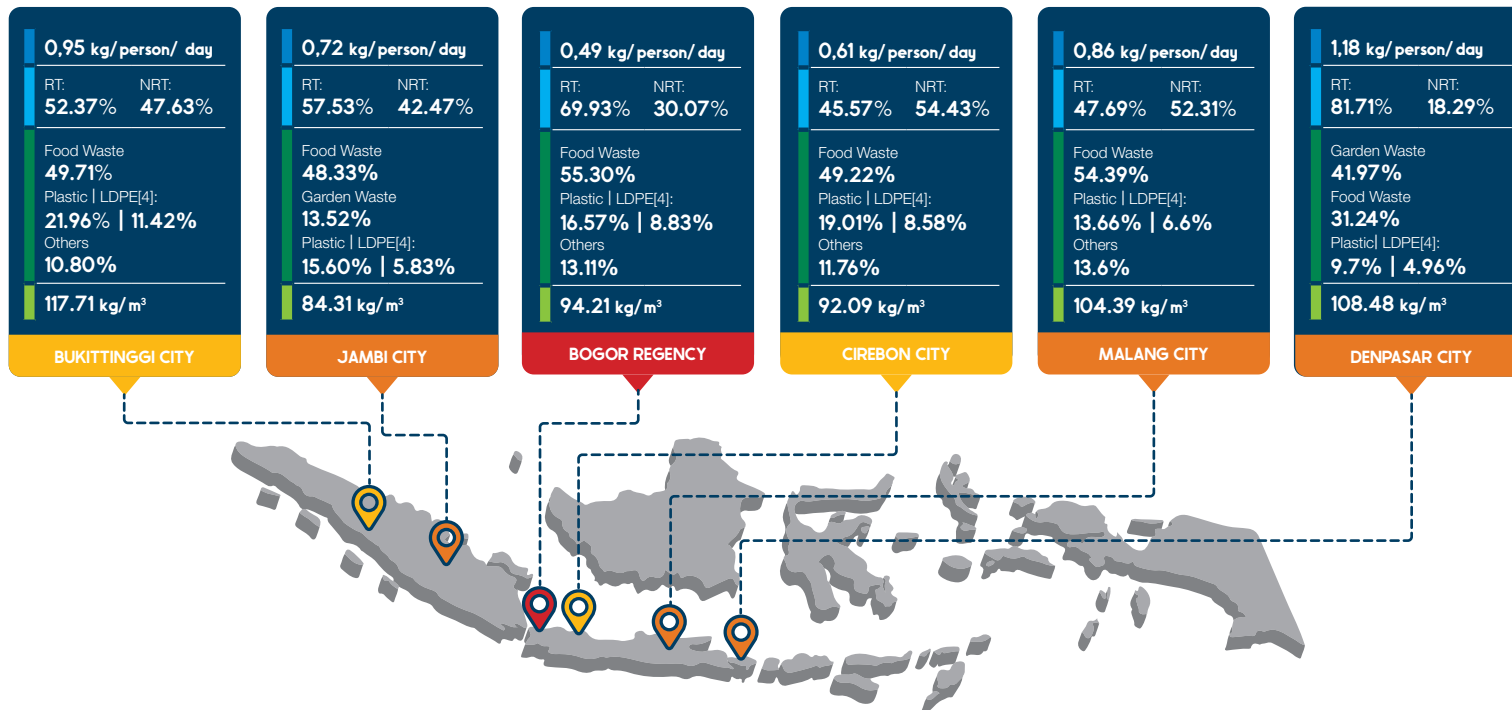 0,95 kg/person/ day
RT: NRT:
52.37% 47.63%
Food Waste
49.71%
Plastic | LDPE[4]:
21.96% | 11.42%
Others
10.80%
117.71 kg/m³
BUKITTINGGI CITY
0,72 kg/person/ day
RT: NRT:
57.53% 42.47%
Food Waste
48.33%
Garden Waste
13.52%
Plastic | LDPE[4]:
15.60% | 5.83%
84.31 kg/m³
JAMBI CITY
0,49 kg/person/ day
RT: NRT:
69.93% 30.07%
Food Waste
55.30%
Plastic | LDPE[4]:
16.57% | 8.83%
Others
13.11%
94.21 kg/m³
BOGOR REGENCY
0,61 kg/person/ day
RT: NRT:
45.57% 54.43%
Food Waste
49.22%
Plastic | LDPE[4]:
19.01% | 8.58%
Others
11.76%
92.09 kg/m³
CIREBON CITY
0,86 kg/person/ day
RT: NRT:
47.69% 52.31%
Food Waste
54.39%
Plastic | LDPE[4]:
13.66% | 6.6%
Others
13.6%
104.39 kg/m³
MALANG CITY
1,18 kg/person/ day
RT: NRT:
81.71% 18.29%
Garden Waste
41.97%
Food Waste
31.24%
Plastic| LDPE[4]:
9.7% | 4.96%
108.48 kg/m³
DENPASAR CITY